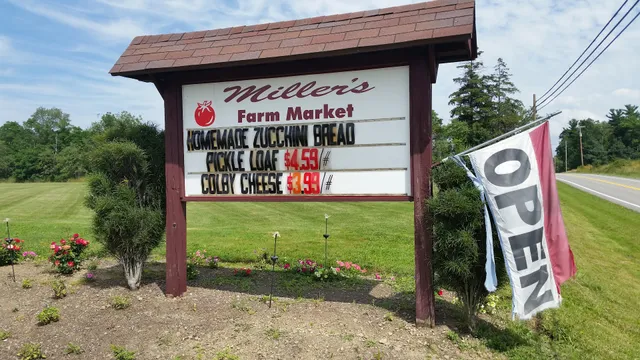 Miller's
Farm Market
HOMEMADE ZUCCHINI BREAD
PICKLE LOAF $4.59/#
COLBY CHEESE $3.99/#
OPEN